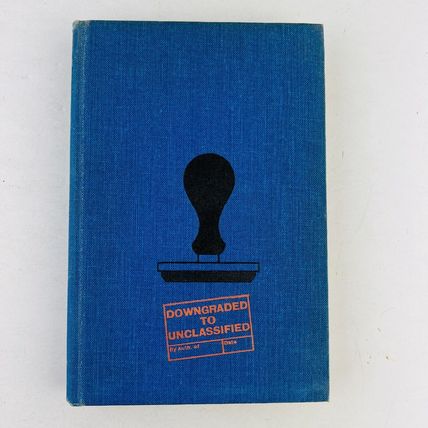 DOWNGRADED
TO
UNCLASSIFIED
By Auth. of Date